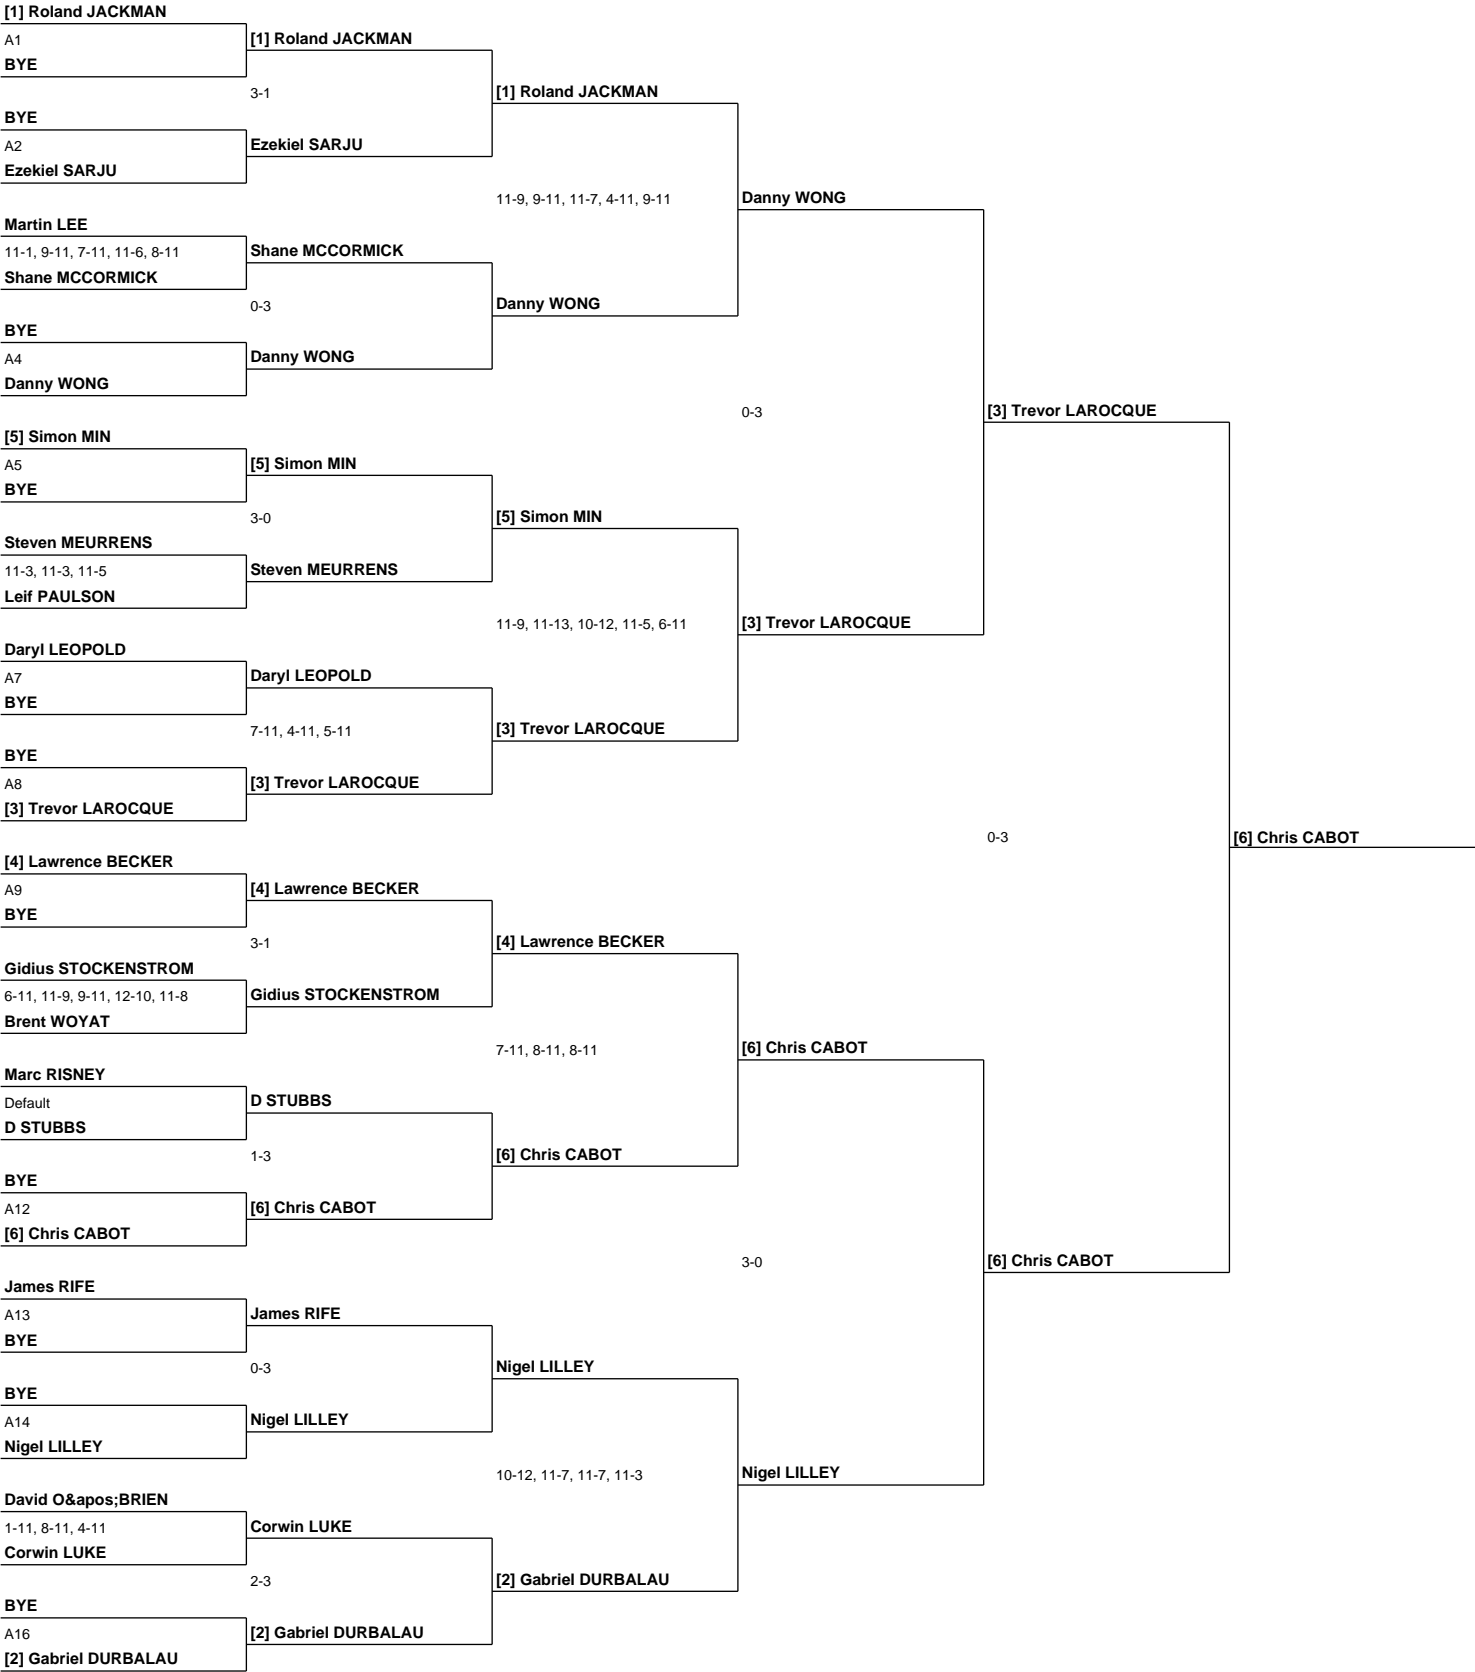 [1] Roland JACKMAN
A1
BYE
[1] Roland JACKMAN
3-1
BYE
A2
Ezekiel SARJU
Ezekiel SARJU
[1] Roland JACKMAN
11-9, 9-11, 11-7, 4-11, 9-11
Martin LEE
11-1, 9-11, 7-11, 11-6, 8-11
Shane MCCORMICK
Shane MCCORMICK
0-3
BYE
A4
Danny WONG
Danny WONG
Danny WONG
Danny WONG
0-3
[5] Simon MIN
A5
BYE
[5] Simon MIN
3-0
Steven MEURRENS
11-3, 11-3, 11-5
Leif PAULSON
Steven MEURRENS
[5] Simon MIN
11-9, 11-13, 10-12, 11-5, 6-11
Daryl LEOPOLD
A7
BYE
Daryl LEOPOLD
7-11, 4-11, 5-11
BYE
A8
[3] Trevor LAROCQUE
[3] Trevor LAROCQUE
[3] Trevor LAROCQUE
[3] Trevor LAROCQUE
[3] Trevor LAROCQUE
0-3
[4] Lawrence BECKER
A9
BYE
[4] Lawrence BECKER
3-1
Gidius STOCKENSTROM
6-11, 11-9, 9-11, 12-10, 11-8
Brent WOYAT
Gidius STOCKENSTROM
[4] Lawrence BECKER
7-11, 8-11, 8-11
Marc RISNEY
Default
D STUBBS
D STUBBS
1-3
BYE
A12
[6] Chris CABOT
[6] Chris CABOT
[6] Chris CABOT
[6] Chris CABOT
3-0
James RIFE
A13
BYE
James RIFE
0-3
BYE
A14
Nigel LILLEY
Nigel LILLEY
Nigel LILLEY
10-12, 11-7, 11-7, 11-3
David O&apos;BRIEN
1-11, 8-11, 4-11
Corwin LUKE
Corwin LUKE
2-3
BYE
A16
[2] Gabriel DURBALAU
[2] Gabriel DURBALAU
[2] Gabriel DURBALAU
Nigel LILLEY
[6] Chris CABOT
[6] Chris CABOT